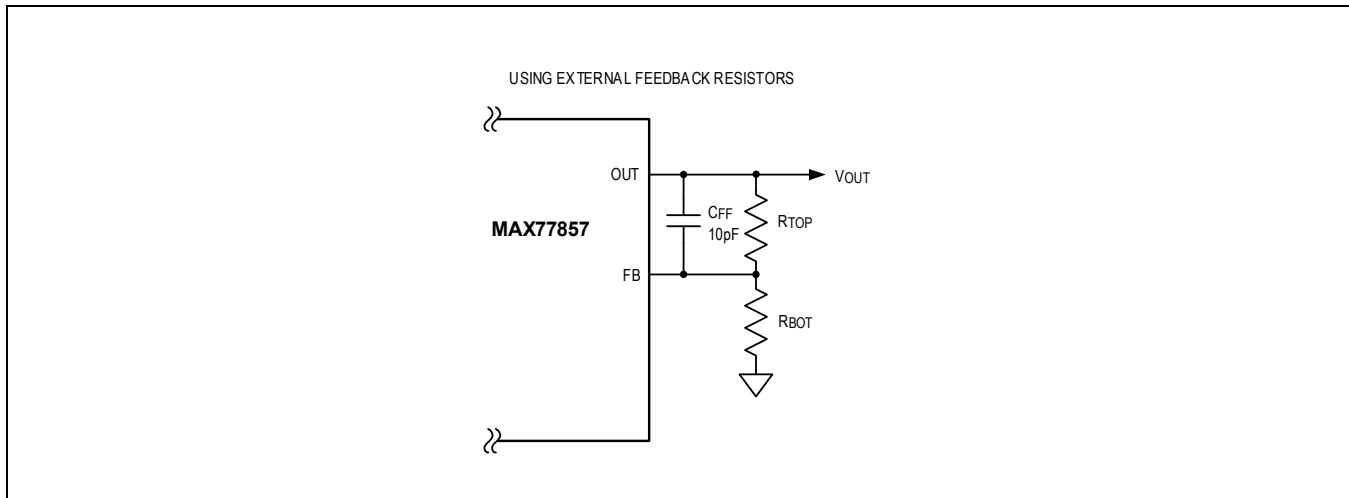 USING EXTERNAL FEEDBACK RESISTORS
OUT
VOUT
CFF
10pF
RTOP
MAX77857
FB
RBOT